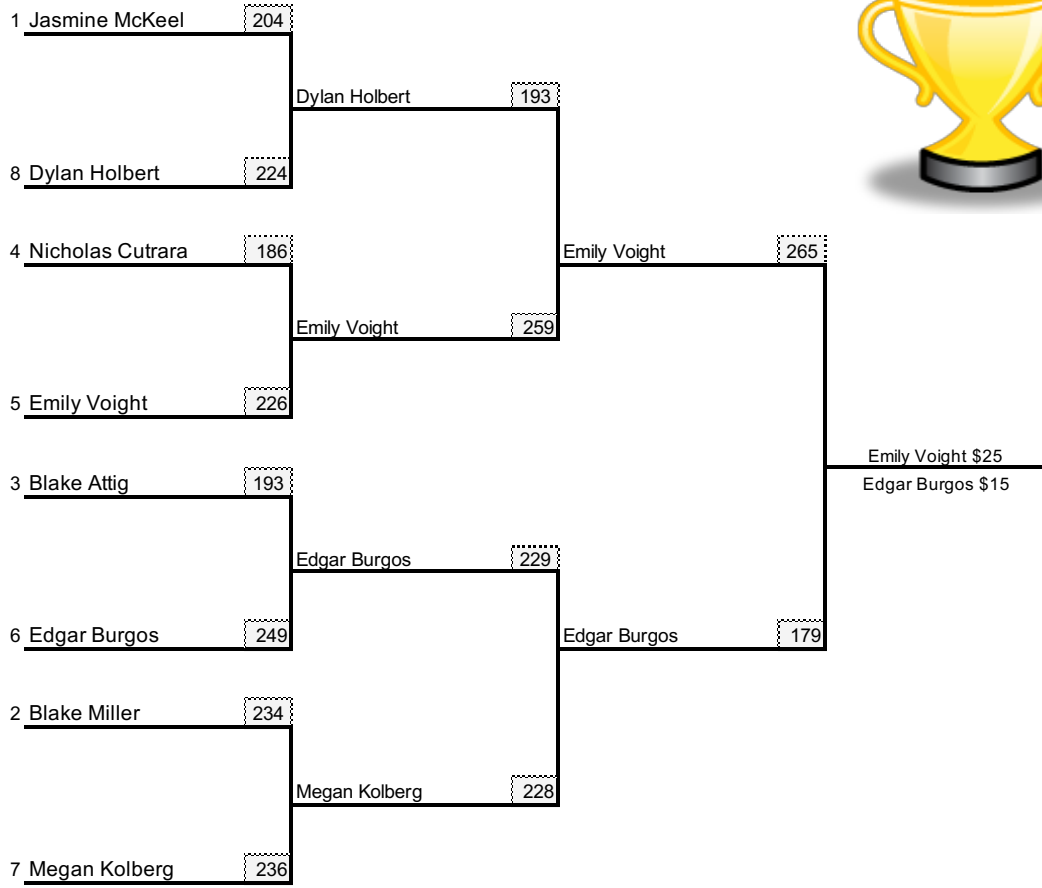 1 Jasmine McKeel 204
Dylan Holbert 193
8 Dylan Holbert 224
4 Nicholas Cutrara 186
Emily Voight 265
Emily Voight 259
5 Emily Voight 226
Emily Voight $25
3 Blake Attig 193
Edgar Burgos $15
Edgar Burgos 229
6 Edgar Burgos 249
Edgar Burgos 179
2 Blake Miller 234
Megan Kolberg 228
7 Megan Kolberg 236